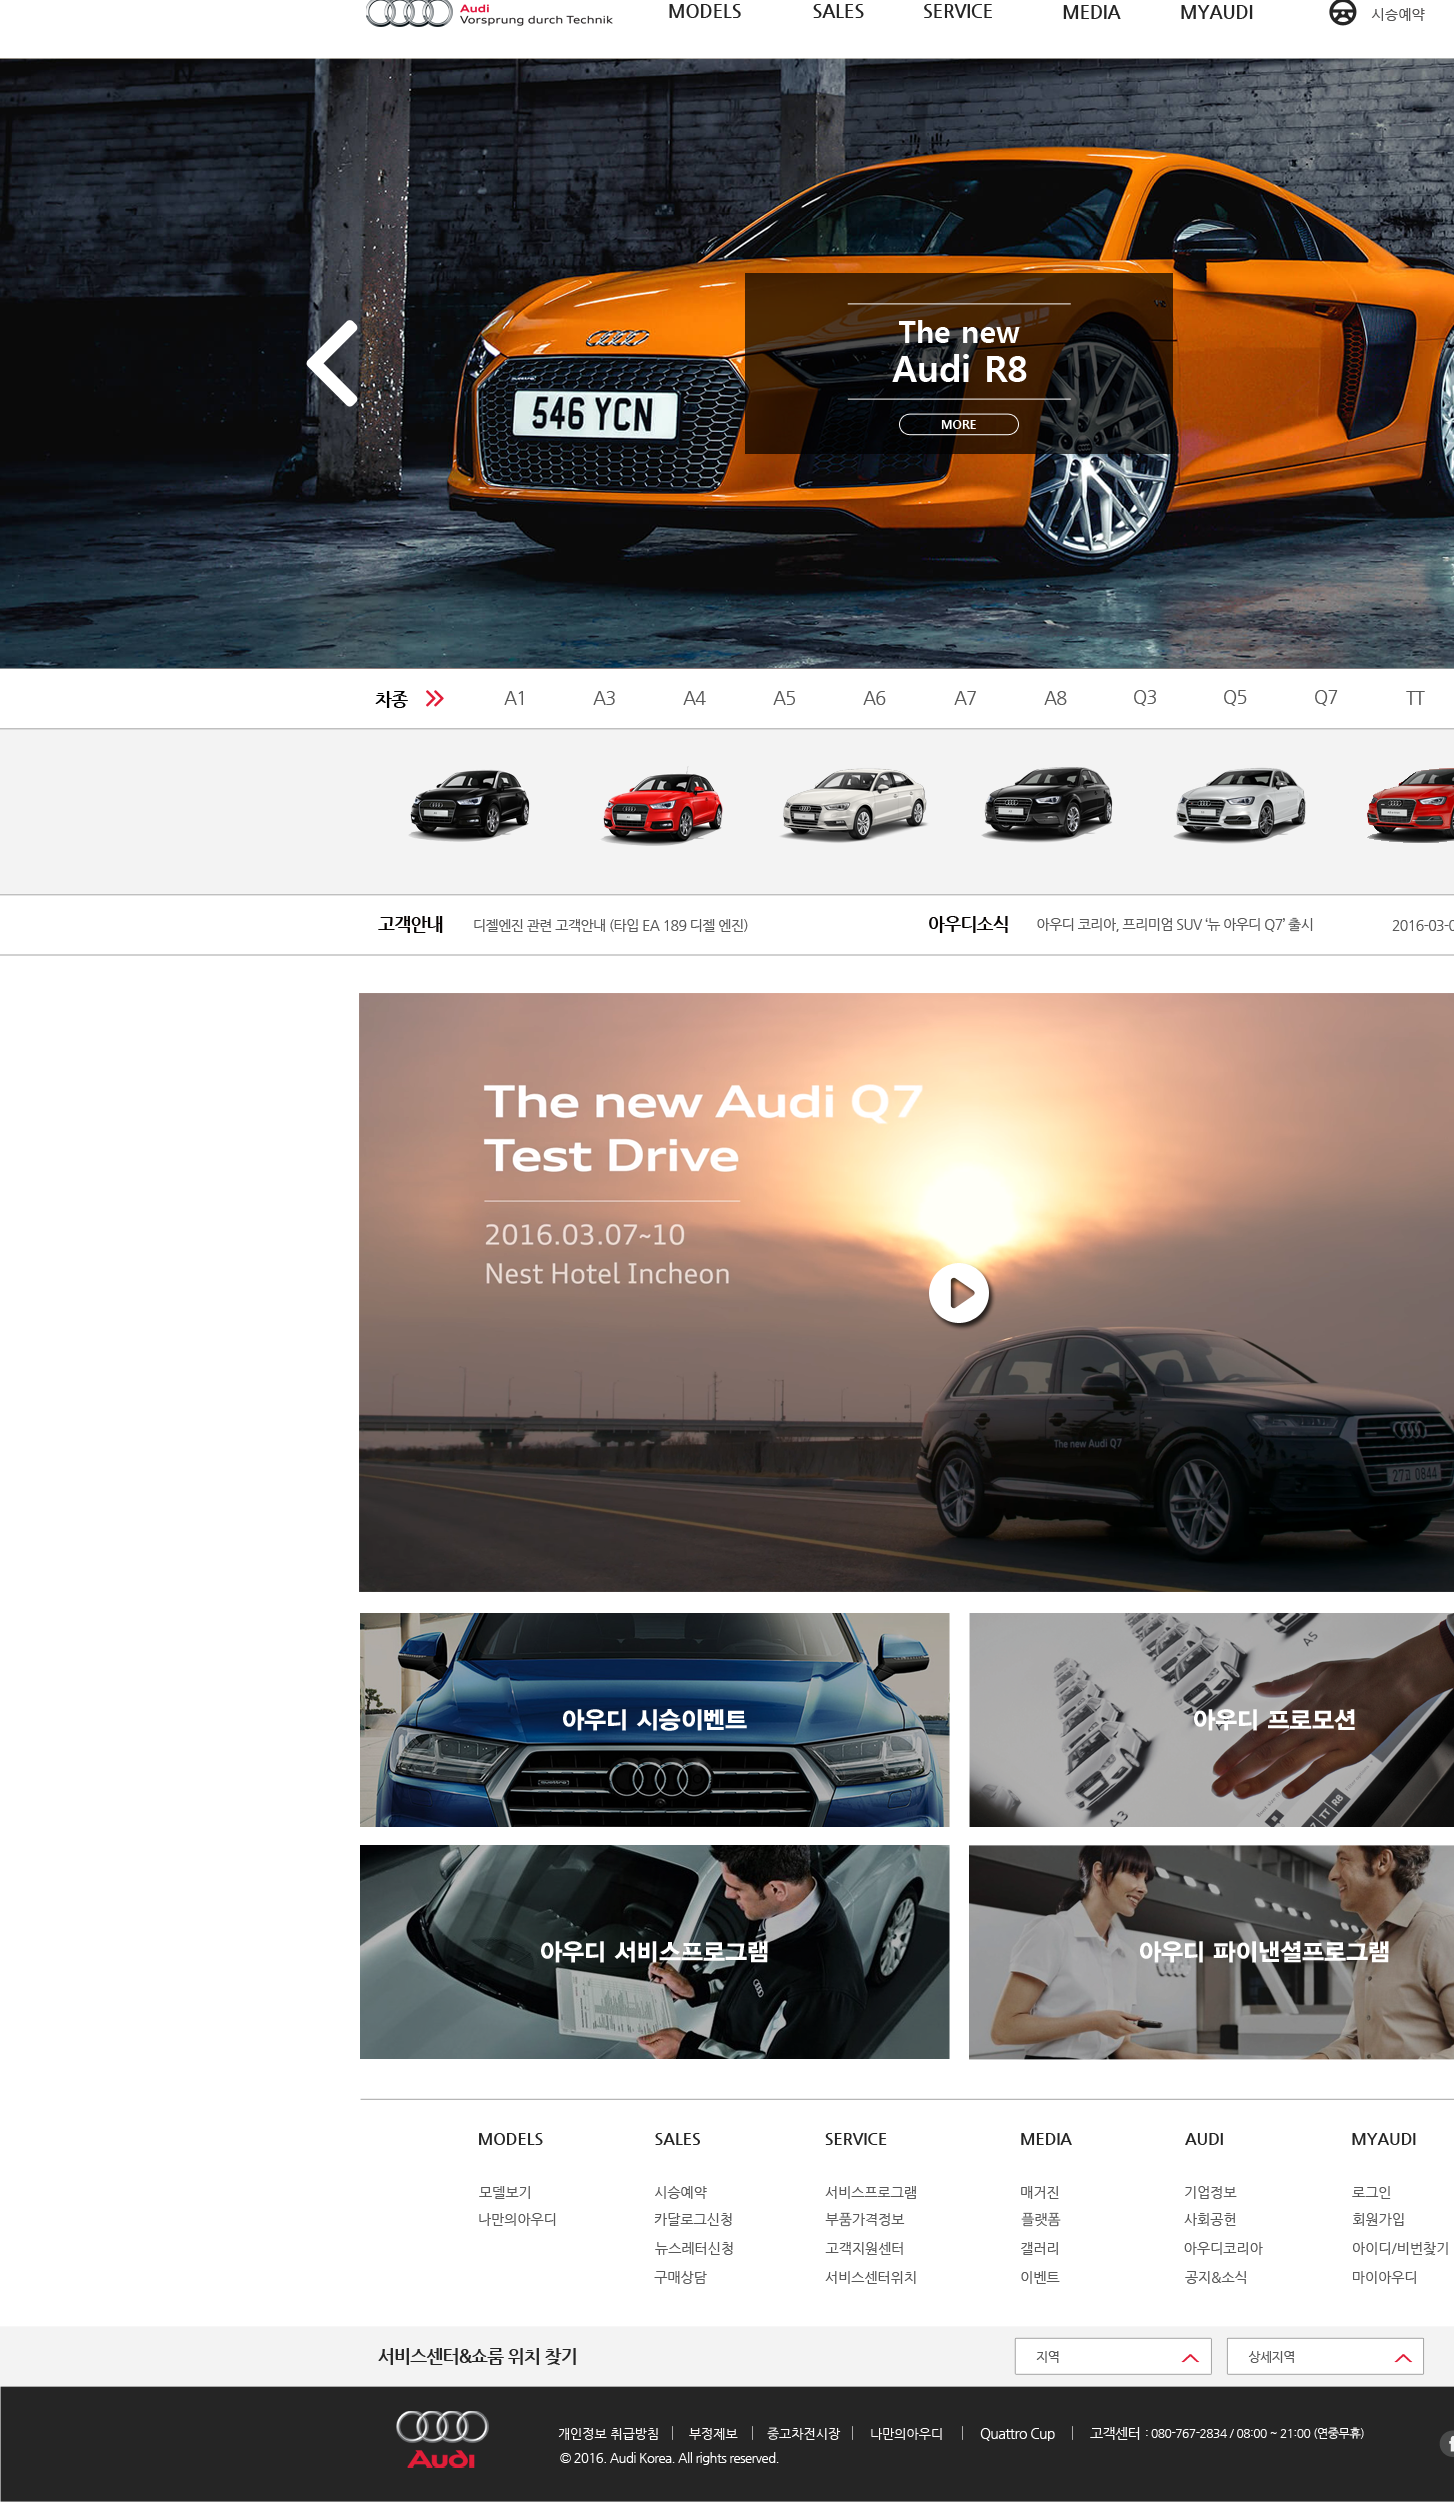 Audi
Vorsprung durch Technik
MODELS
SALES
SERVICE
MEDIA
MYAUDI
시승예약
546 YCN
The new
Audi R8
MORE
차종
A1
A3
A4
A5
A6
A7
A8
Q3
Q5
Q7
TT
고객안내
디젤엔진 관련 고객안내 (타입 EA 189 디젤 엔진)
아우디소식
아우디 코리아, 프리미엄 SUV ‘뉴 아우디 Q7’ 출시
2016-03-0
The new Audi Q7
Test Drive
2016.03.07~10
Nest Hotel Incheon
The new Audi Q7
아우디 시승이벤트
A5
A3
TT
R8
아우디 프로모션
아우디 서비스프로그램
아우디 파이낸셜프로그램
MODELS
모델보기
나만의아우디
SALES
시승예약
카달로그신청
뉴스레터신청
구매상담
SERVICE
서비스프로그램
부품가격정보
고객지원센터
서비스센터위치
MEDIA
매거진
플랫폼
갤러리
이벤트
AUDI
기업정보
사회공헌
아우디코리아
공지&소식
MYAUDI
로그인
회원가입
아이디/비번찾기
마이아우디
서비스센터&쇼룸 위치 찾기
지역
상세지역
Audi
개인정보 취급방침 | 부정제보 | 중고차전시장 | 나만의아우디 | Quattro Cup | 고객센터 : 080-767-2834 / 08:00 ~ 21:00 (연중무휴)
© 2016. Audi Korea. All rights reserved.